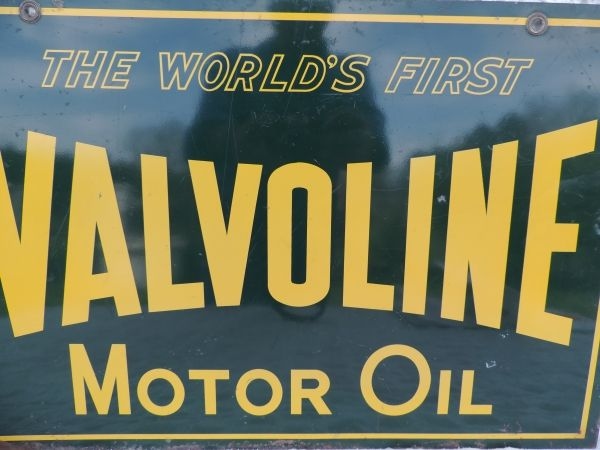 THE WORLD'S FIRST
VALVOLINE
MOTOR OIL